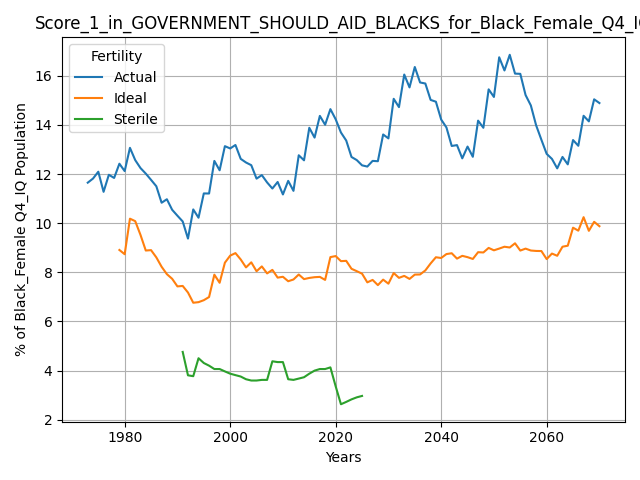 Score_1_in_GOVERNMENT_SHOULD_AID_BLACKS_for_Black_Female_Q4_I
Fertility
Actual
Ideal
Sterile
% of Black_Female Q4_IQ Population
16
14
12
10
8
6
4
2
1980 2000 2020 2040 2060
Years